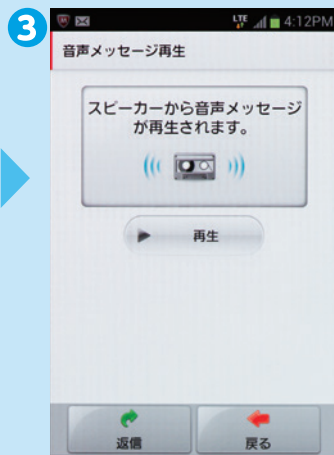 3
LTE 4:12PM
音声メッセージ再生
スピーカーから音声メッセージ
が再生されます。
再生
返信
戻る